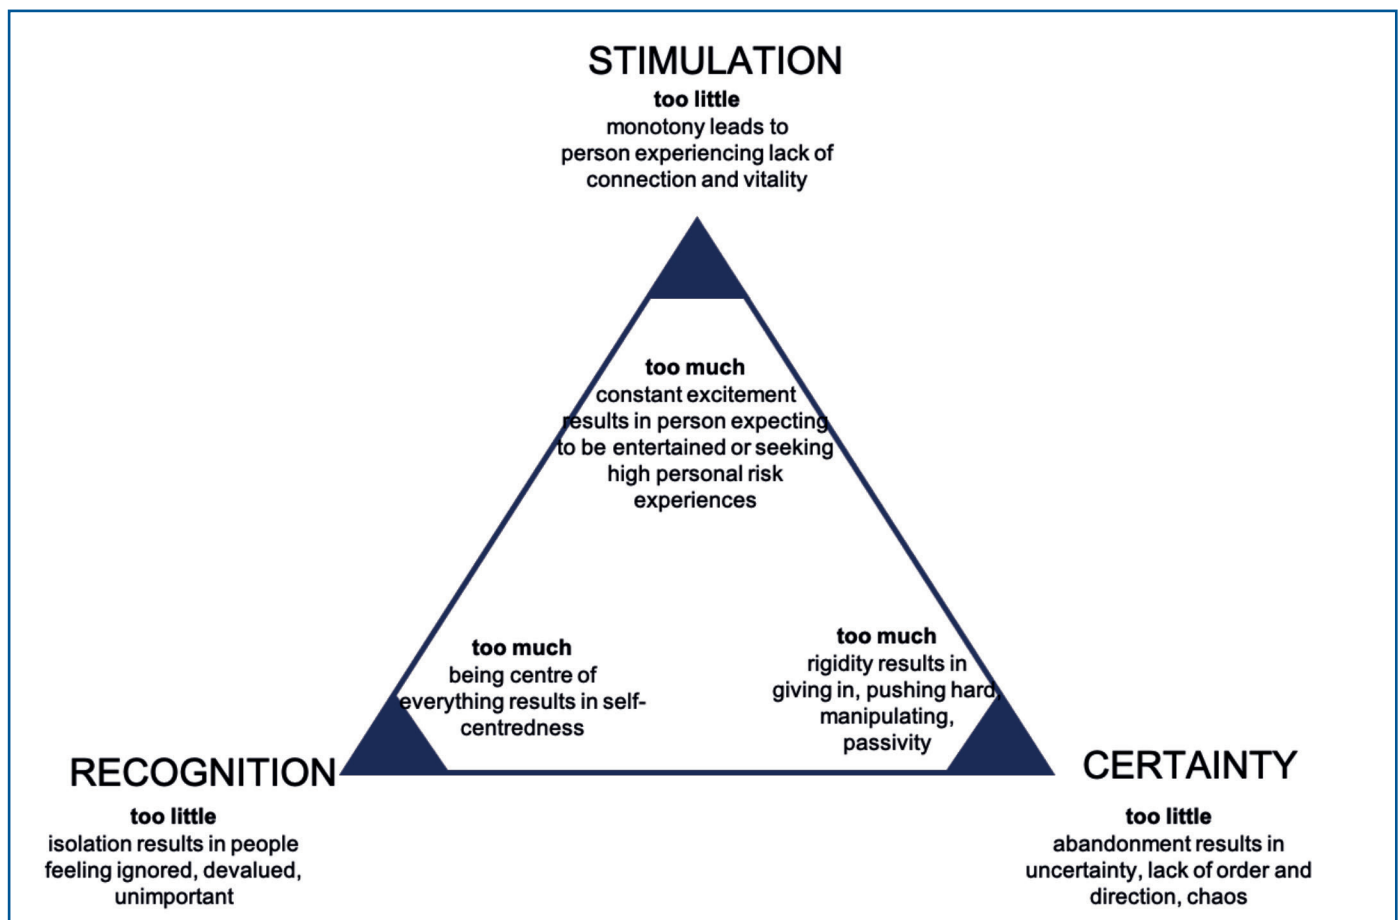 STIMULATION
too little
monotony leads to
person experiencing lack of
connection and vitality
too much
constant excitement
results in person expecting
to be entertained or seeking
high personal risk
experiences
too much
being centre of
everything results in self-
centredness
too much
rigidity results in
giving in, pushing hard,
manipulating,
passivity
RECOGNITION
too little
isolation results in people
feeling ignored, devalued,
unimportant
CERTAINTY
too little
abandonment results in
uncertainty, lack of order and
direction, chaos